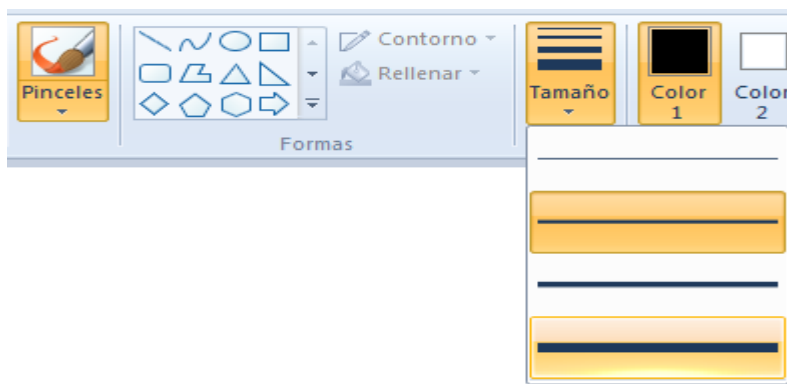 Pinceles
Contorno
Rellenar
Formas
Tamaño
Color
1
Color
2